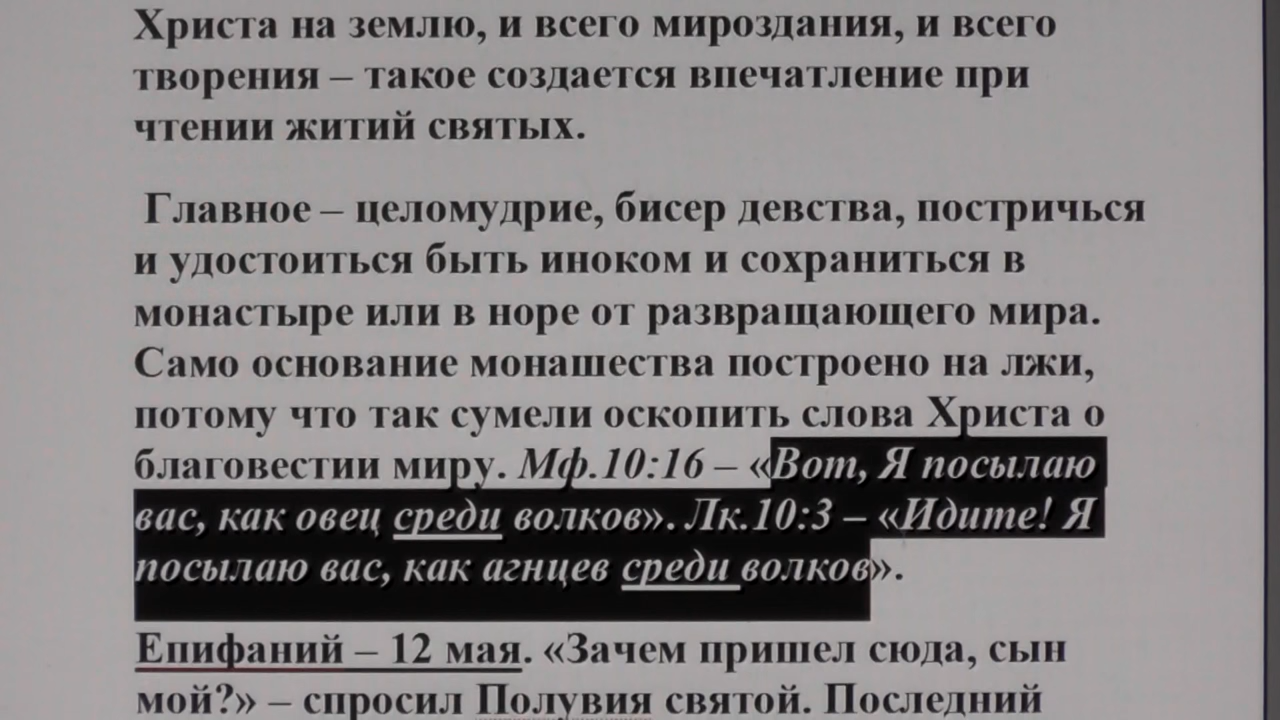 Христа на землю, и всего мироздания, и всего
творения – такое создается впечатление при
чтении житий святых.
Главное – целомудрие, бисер девства, постричься
и удостоиться быть иноком и сохраниться в
монастыре или в норе от развращающего мира.
Само основание монашества построено на лжи,
потому что так сумели оскопить слова Христа о
благовестии миру. Мф.10:16 – «Вот, Я посылаю
вас, как овец среди волков». Лк.10:3 – «Идите! Я
посылаю вас, как агнцев среди волков».
Епифаний – 12 мая. «Зачем пришел сюда, сын
мой?» – спросил Полувия святой. Последний